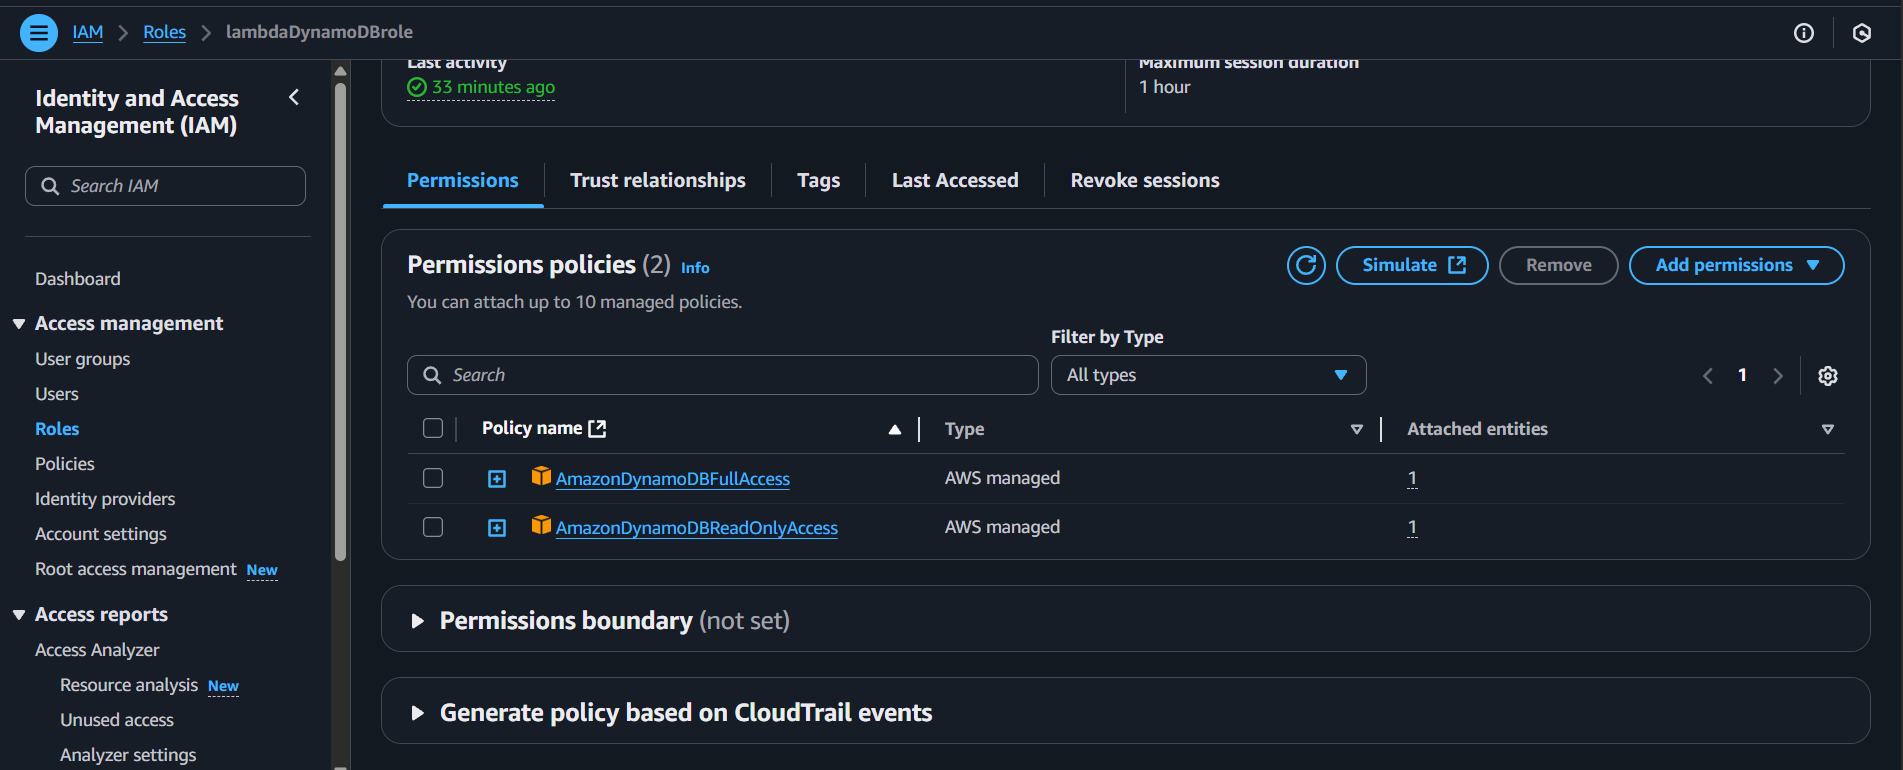 IAM > Roles > lambdaDynamoDBrole
Identity and Access
Management (IAM)
Search IAM
Dashboard
Access management
User groups
Users
Roles
Policies
Identity providers
Account settings
Root access management New
Access reports
Access Analyzer
Resource analysis New
Unused access
Analyzer settings
Last activity
33 minutes ago
Maximum session duration
1 hour
Permissions
Trust relationships
Tags
Last Accessed
Revoke sessions
Permissions policies (2) Info
You can attach up to 10 managed policies.
Simulate
Remove
Add permissions
Filter by Type
Search
All types
1
Policy name
Type
Attached entities
AmazonDynamoDBFullAccess
AWS managed
1
AmazonDynamoDBReadOnlyAccess
AWS managed
1
Permissions boundary (not set)
Generate policy based on CloudTrail events